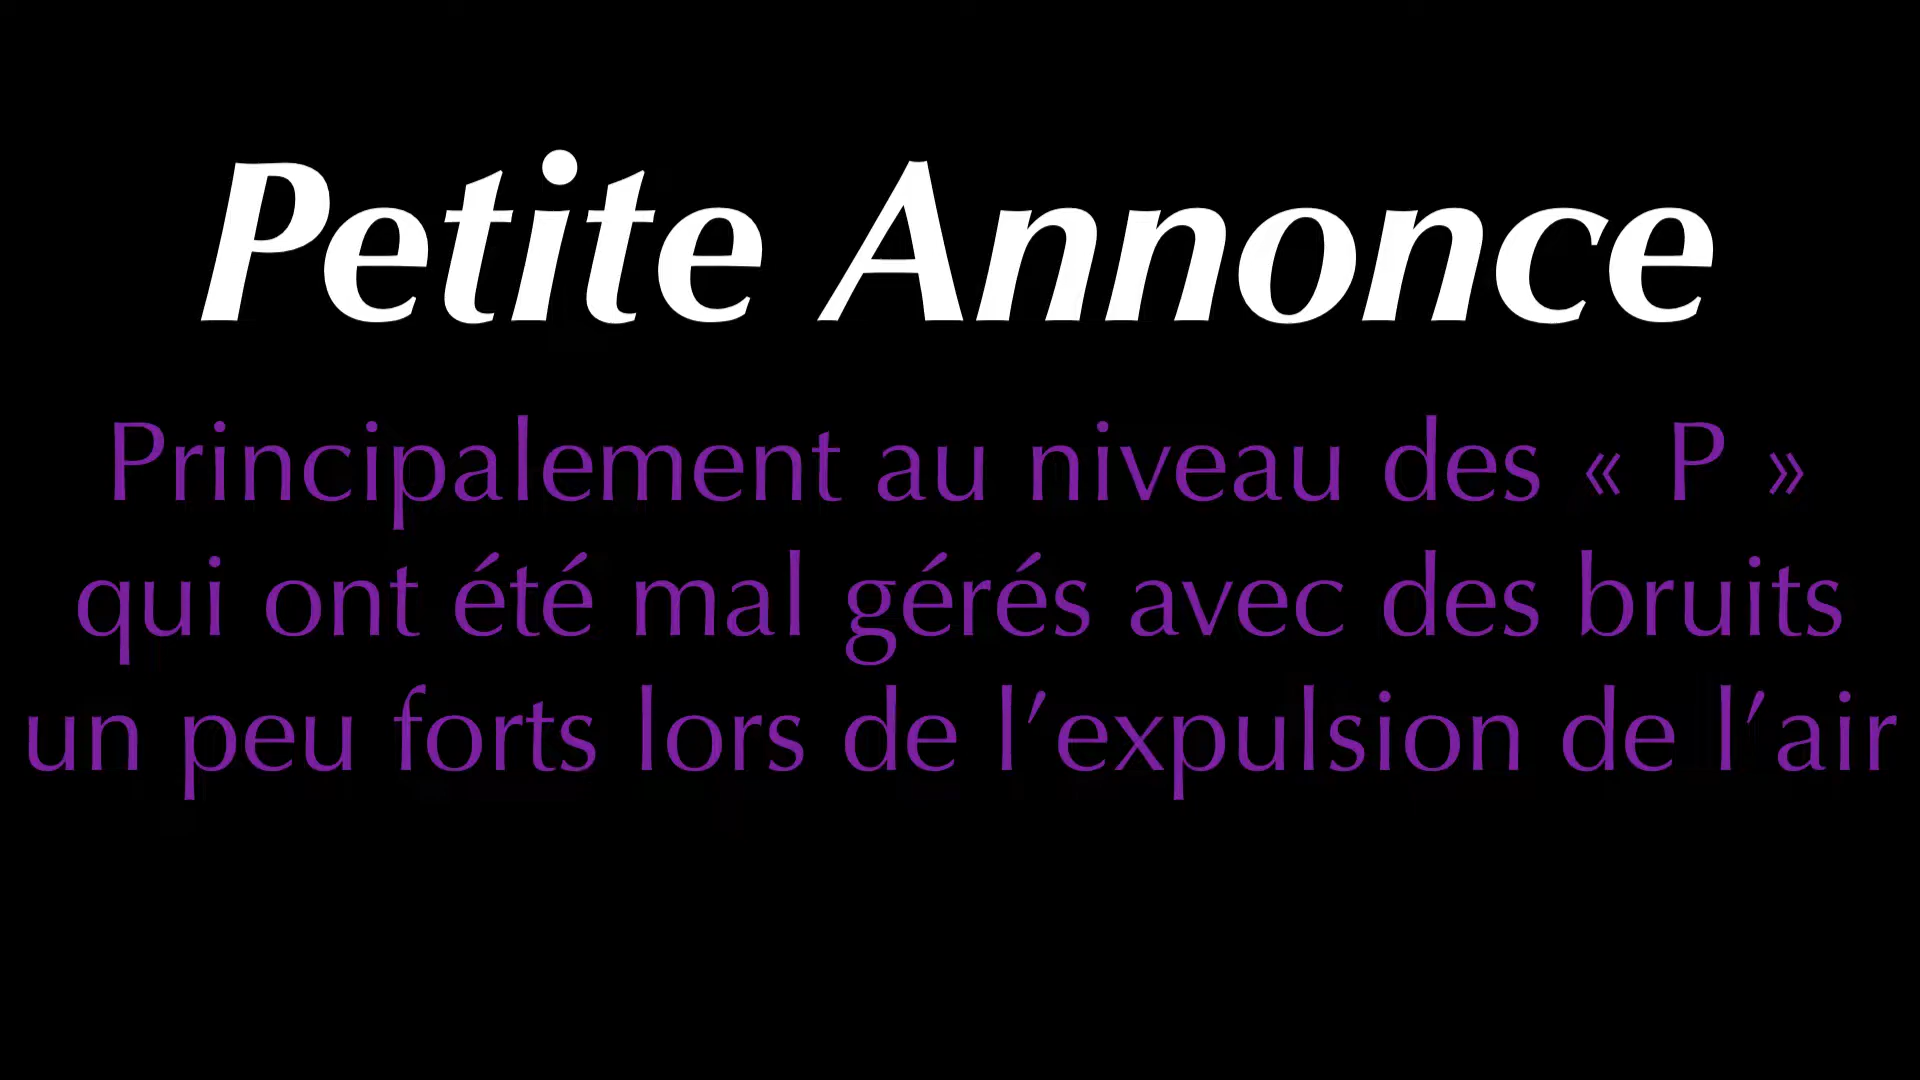 Petite Annonce
Principalement au niveau des « P »
qui ont été mal gérés avec des bruits
un peu forts lors de l’expulsion de l’air